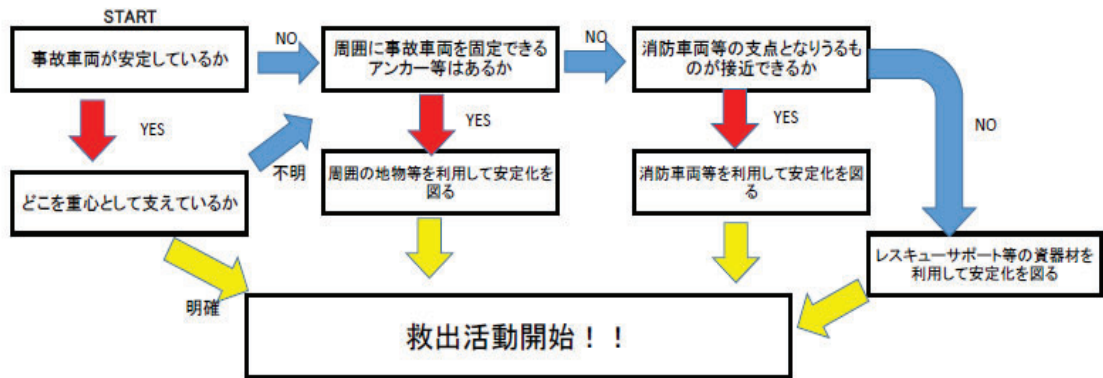 START
事故車両が安定しているか
NO
周囲に事故車両を固定できる
アンカー等はあるか
NO
消防車両等の支点となりうるも
のが接近できるか
NO
YES
不明
YES
YES
どこを重心として支えているか
周囲の地物等を利用して安定化を
図る
消防車両等を利用して安定化を図
る
レスキューサポート等の資器材を
利用して安定化を図る
明確
救出活動開始！！